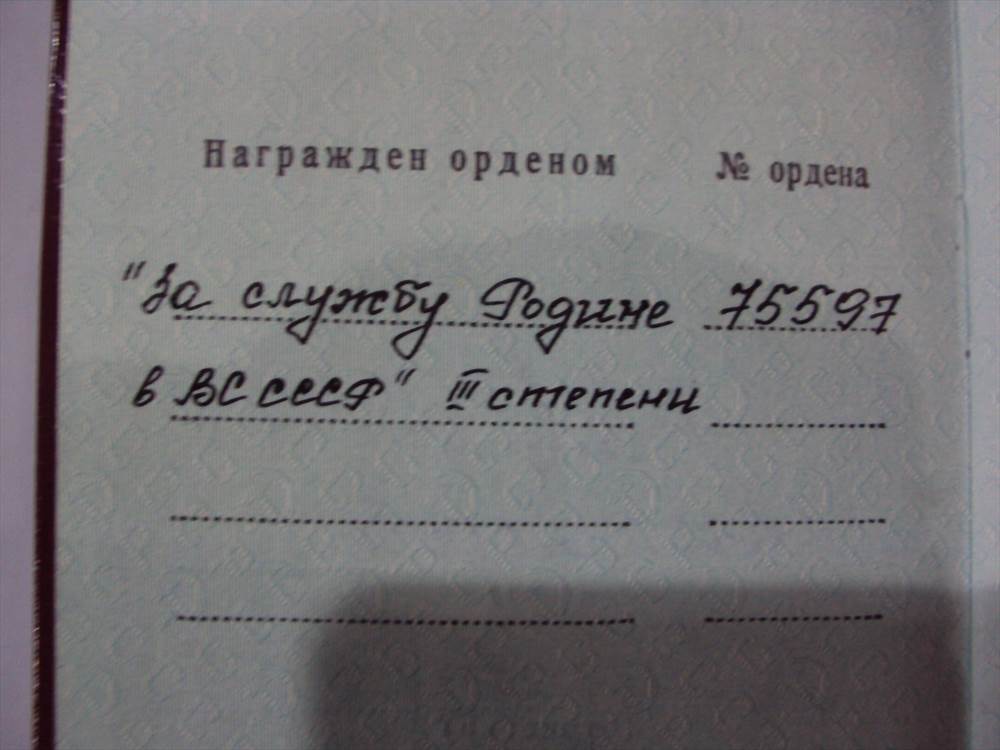 Награжден орденом № ордена
"За службу Родине 75597
в ВС СССР" III степени